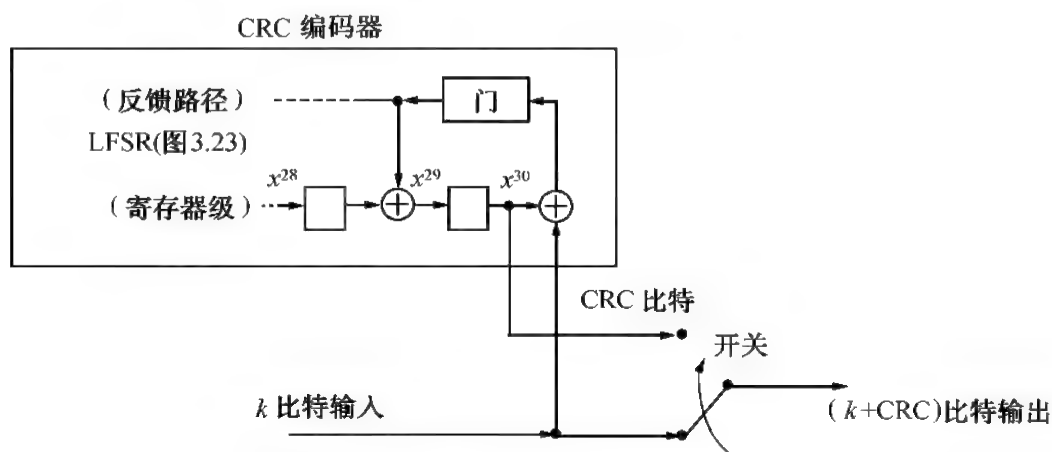 CRC 编码器
(反馈路径)
门
LFSR(图3.23)
x²⁸
x²⁹
x³⁰
(寄存器级)
CRC 比特
开关
k 比特输入
(k+CRC)比特输出